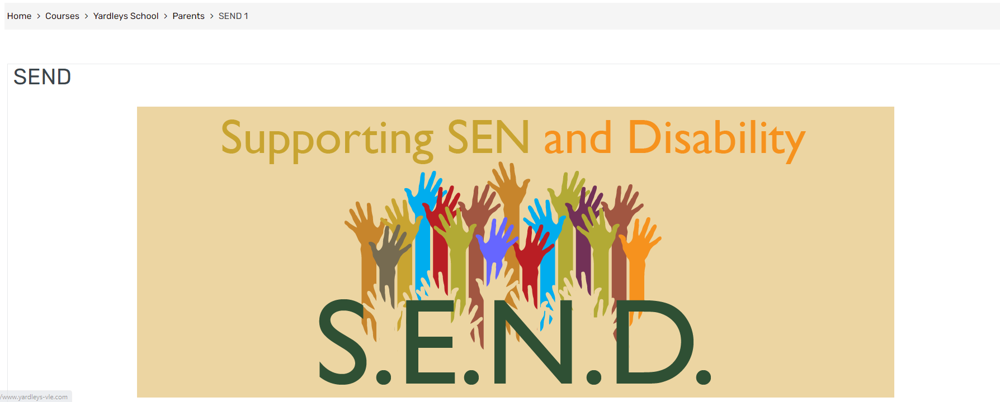 Home > Courses > Yardleys School > Parents > SEND 1
SEND
Supporting SEN and Disability
S.E.N.D.
/www.yardleys-vle.com